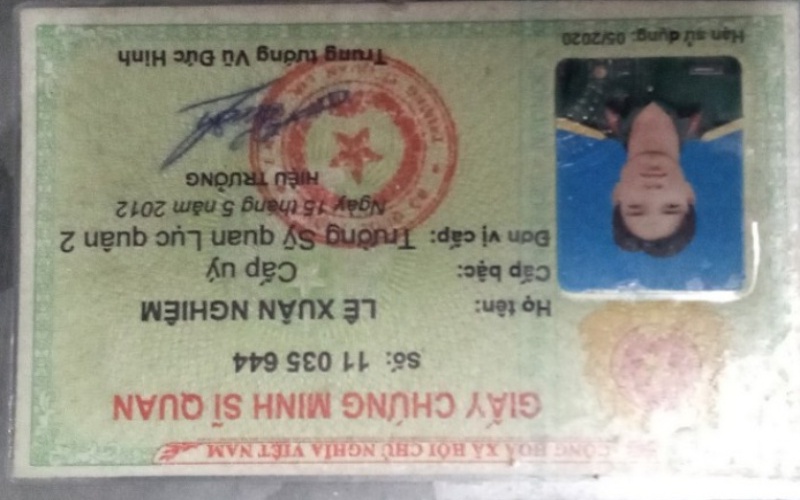 CỘNG HOÀ XÃ HỘI CHỦ NGHĨA VIỆT NAM
GIẤY CHỨNG MINH SĨ QUAN
Số: 11 035 644
Họ tên: LÊ XUÂN NGHIÊM
Cấp bậc: Cấp uý
Đơn vị cấp: Trường Sỹ quan Lục quân 2
Ngày 15 tháng 5 năm 2012
HIỆU TRƯỞNG
Trung tướng Vũ Đức Hinh
Hạn sử dụng: 05/2020